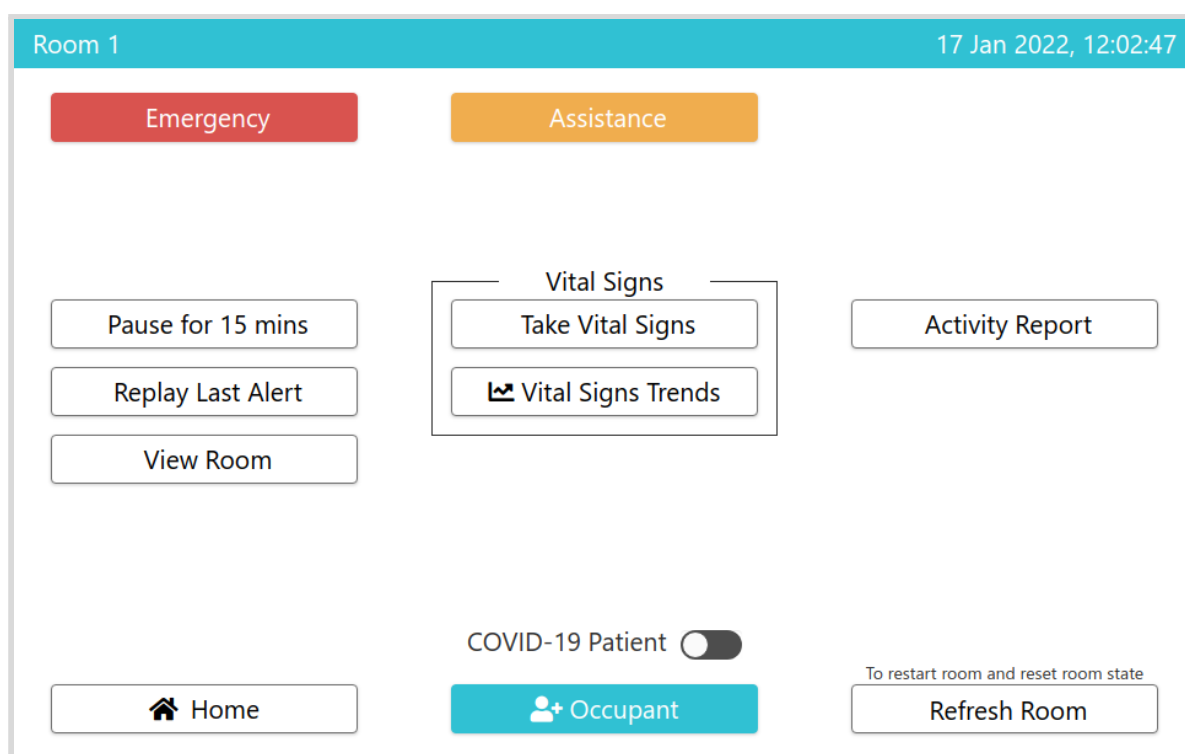 Room 1
17 Jan 2022, 12:02:47
Emergency
Assistance
Vital Signs
Pause for 15 mins
Take Vital Signs
Activity Report
Replay Last Alert
Vital Signs Trends
View Room
COVID-19 Patient
To restart room and reset room state
Home
Occupant
Refresh Room